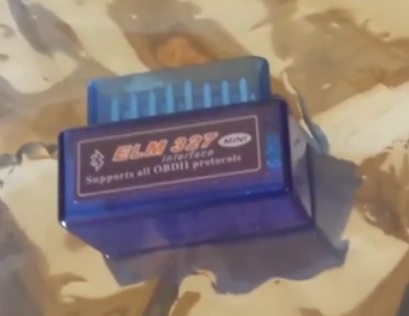 ELM 327 MINI
Interface
Supports all OBDII protocols